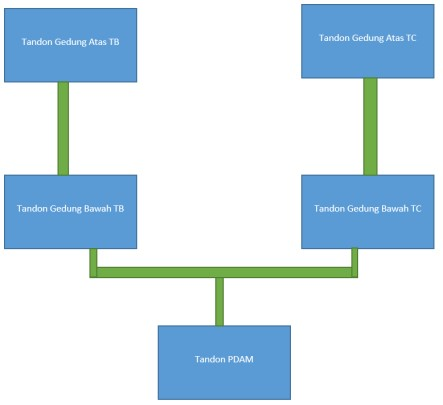 Tandon Gedung Atas TB
Tandon Gedung Atas TC
Tandon Gedung Bawah TB
Tandon Gedung Bawah TC
Tandon PDAM